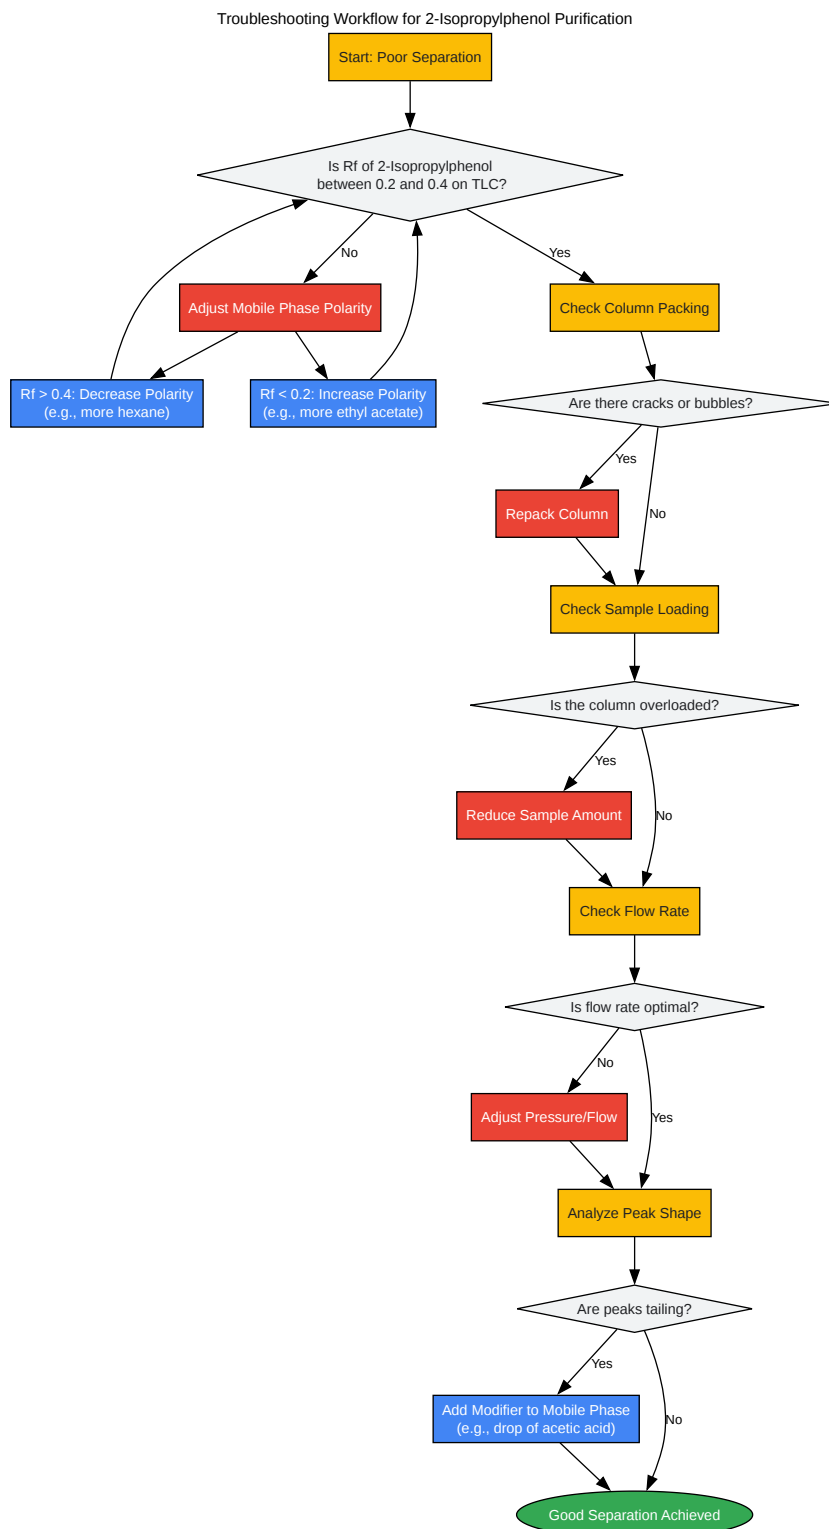 Troubleshooting Workflow for 2-Isopropylphenol Purification
Start: Poor Separation
Is Rf of 2-Isopropylphenol
between 0.2 and 0.4 on TLC?
No
Yes
Adjust Mobile Phase Polarity
Check Column Packing
Rf > 0.4: Decrease Polarity
(e.g., more hexane)
Rf < 0.2: Increase Polarity
(e.g., more ethyl acetate)
Are there cracks or bubbles?
Yes
Repack Column
No
Check Sample Loading
Is the column overloaded?
Yes
Reduce Sample Amount
No
Check Flow Rate
Is flow rate optimal?
No
Adjust Pressure/Flow
Yes
Analyze Peak Shape
Are peaks tailing?
Yes
Add Modifier to Mobile Phase
(e.g., drop of acetic acid)
No
Good Separation Achieved